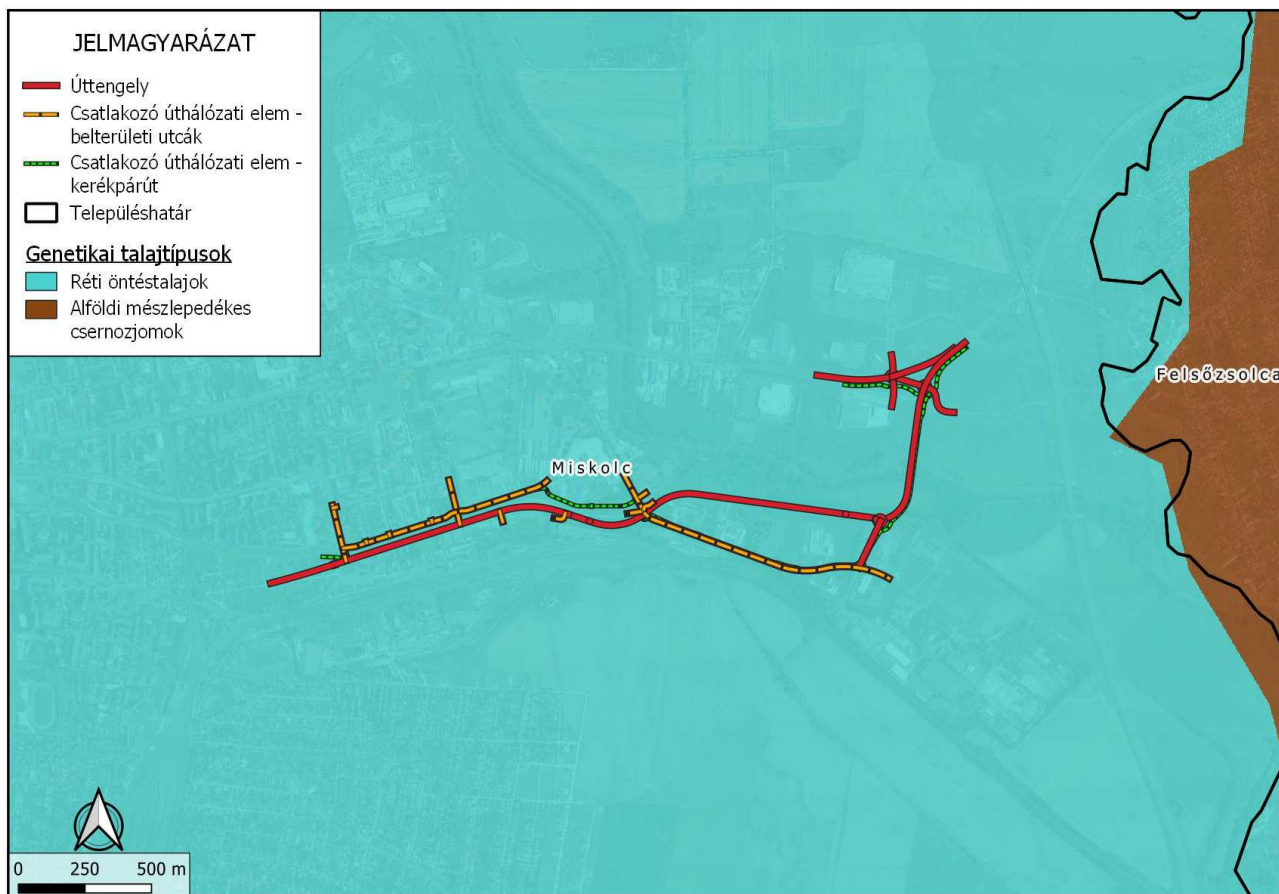 JELMAGYARÁZAT
Úttengely
Csatlakozó úthálózati elem -
belterületi utcák
Csatlakozó úthálózati elem -
kerékpárút
Településhatár
Genetikai talajtípusok
Réti öntéstalajok
Alföldi mészlepedékes
csernozjomok
Felsőzsolca
Miskolc
0 250 500 m